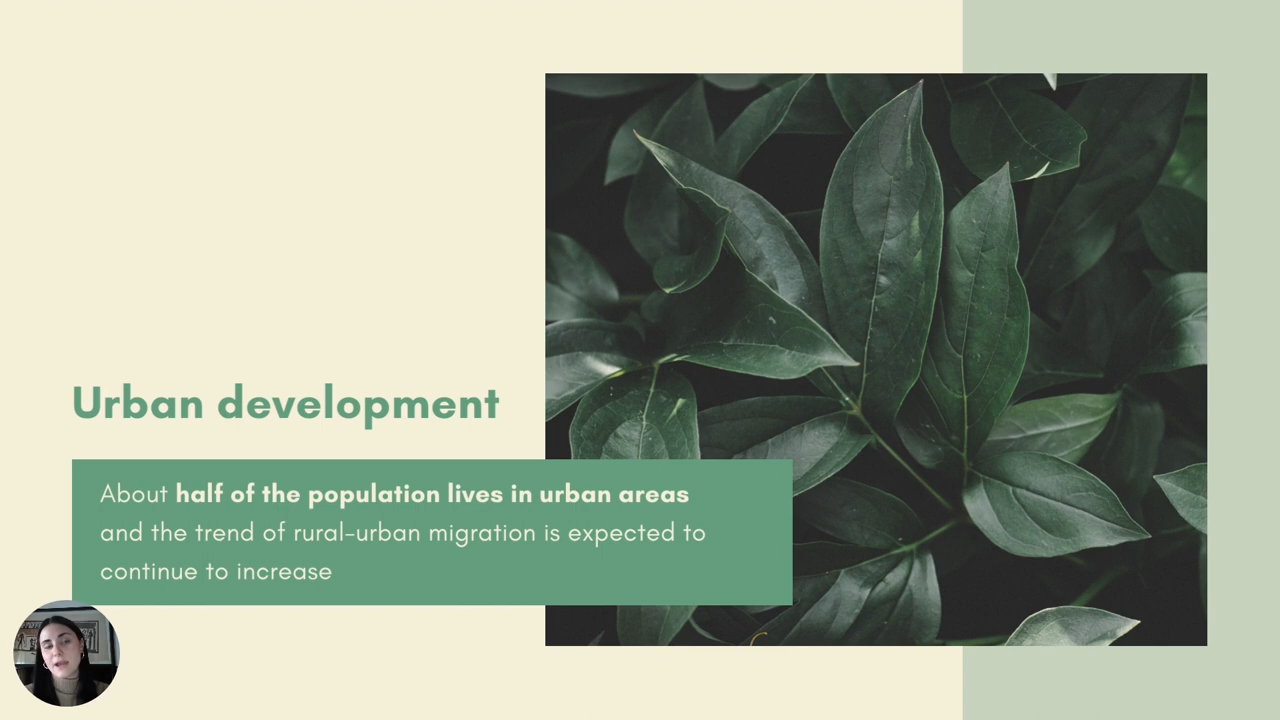 Urban development
About half of the population lives in urban areas
and the trend of rural-urban migration is expected to
continue to increase